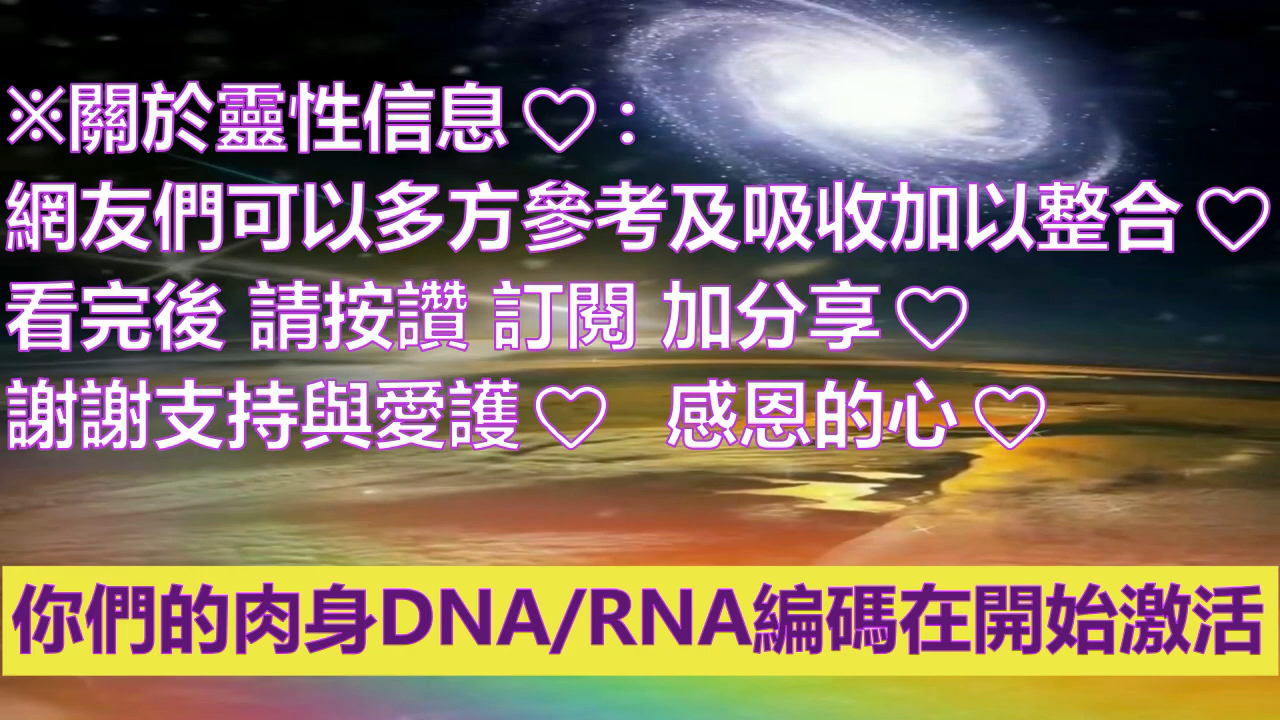 ※關於靈性信息♡:
網友們可以多方參考及吸收加以整合♡
看完後 請按讚 訂閱 加分享♡
謝謝支持與愛護♡ 感恩的心♡
你們的肉身DNA/RNA編碼在開始激活